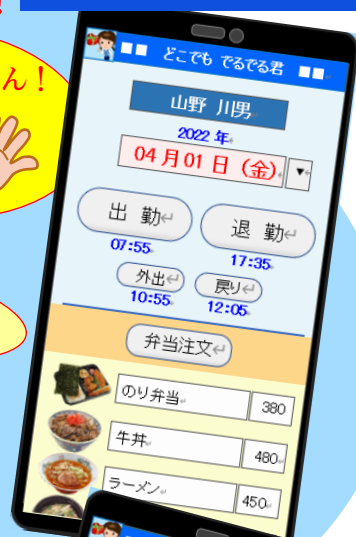 ん！
■■ どこでも でるでる君 ■■
山野 川男
2022 年
04 月 01 日（金） ▼
出 勤 退 勤
07:55 17:35
外出 戻り
10:55 12:05
弁当注文
のり弁当 380
牛丼 480
ラーメン 450